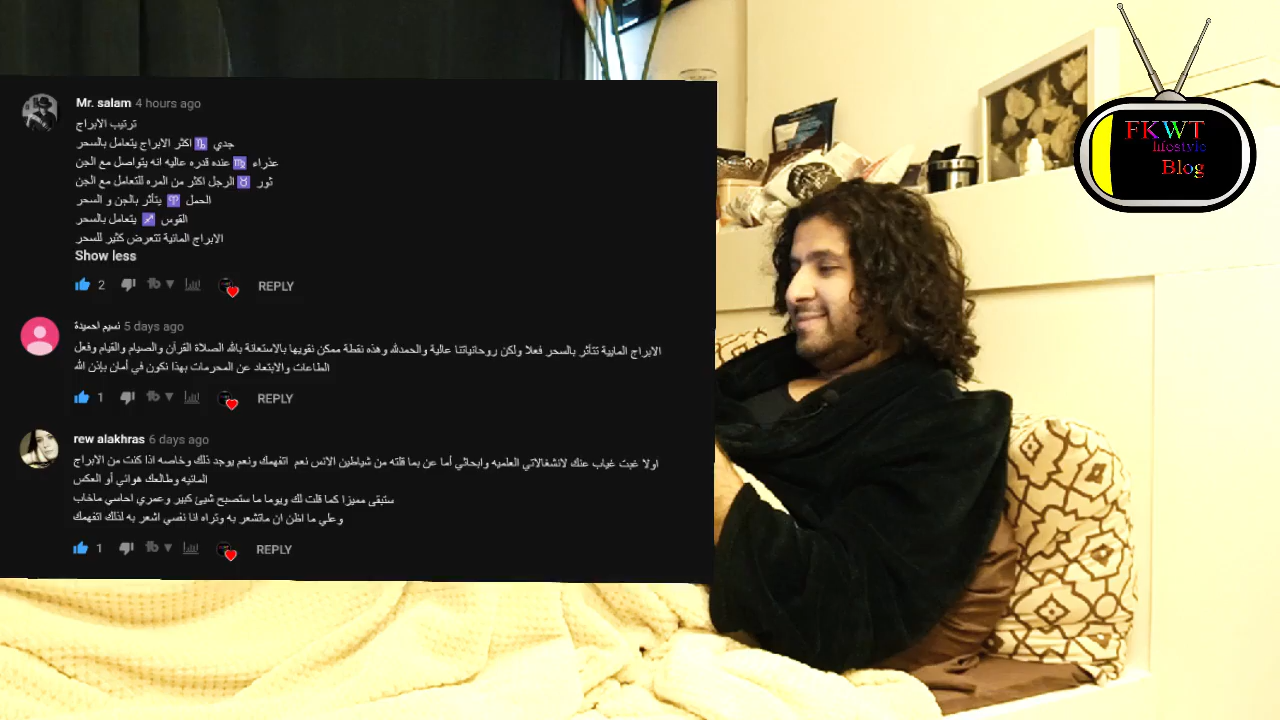 Mr. salam 4 hours ago
ترتيب الابراج
جدي ♑ اكثر الابراج يتعامل بالسحر
عذراء ♍ عنده قدره عاليه انه يتواصل مع الجن
ثور ♉ الرجل اكثر من المره للتعامل مع الجن
الحمل ♈ يتأثر بالجن و السحر
القوس ♐ يتعامل بالسحر
الابراج المائية تتعرض كثير للسحر
Show less
2 REPLY
نسيم احميدة 5 days ago
الابراج المايية تتأثر بالسحر فعلا ولكن روحانياتنا عالية والحمدلله وهذه نقطة ممكن نقويها بالاستعانة بالله الصلاة القرآن والصيام والقيام وفعل
الطاعات والابتعاد عن المحرمات بهذا نكون في أمان بإذن الله
1 REPLY
rew alakhras 6 days ago
اولا غبت غياب عنك لانشغالاتي العلميه وابحاثي أما عن بما قلته من شياطين الانس نعم اتفهمك ونعم يوجد ذلك وخاصه اذا كنت من الابراج
المائيه وطالعك هوائي أو العكس
ستبقى مميزا كما قلت لك ويوما ما ستصبح شيئ كبير وعمري احاسي ماخاب
وعلي ما اظن ان ماتشعر به وتراه انا نفسي اشعر به لذلك اتفهمك
1 REPLY
FKWT
lifestyle
Blog